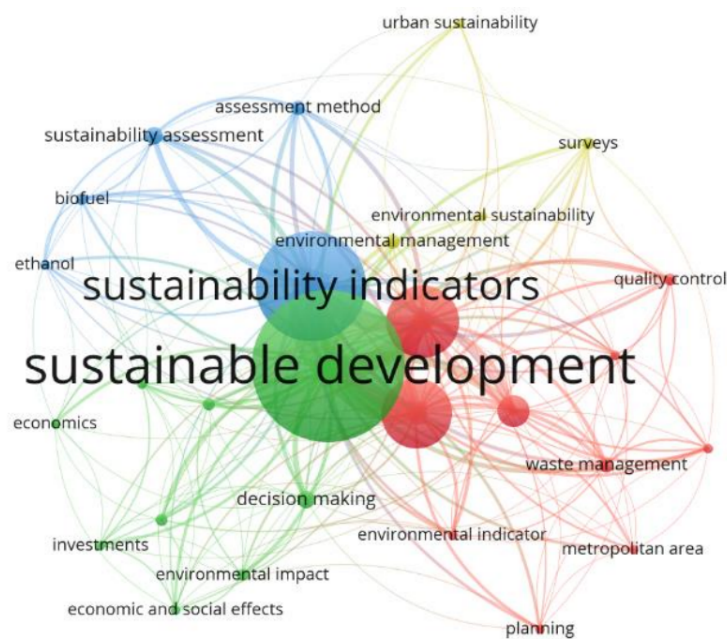 urban sustainability
assessment method
sustainability assessment
surveys
biofuel
environmental sustainability
environmental management
ethanol
quality control
sustainability indicators
sustainable development
economics
waste management
decision making
environmental indicator
investments
metropolitan area
environmental impact
economic and social effects
planning